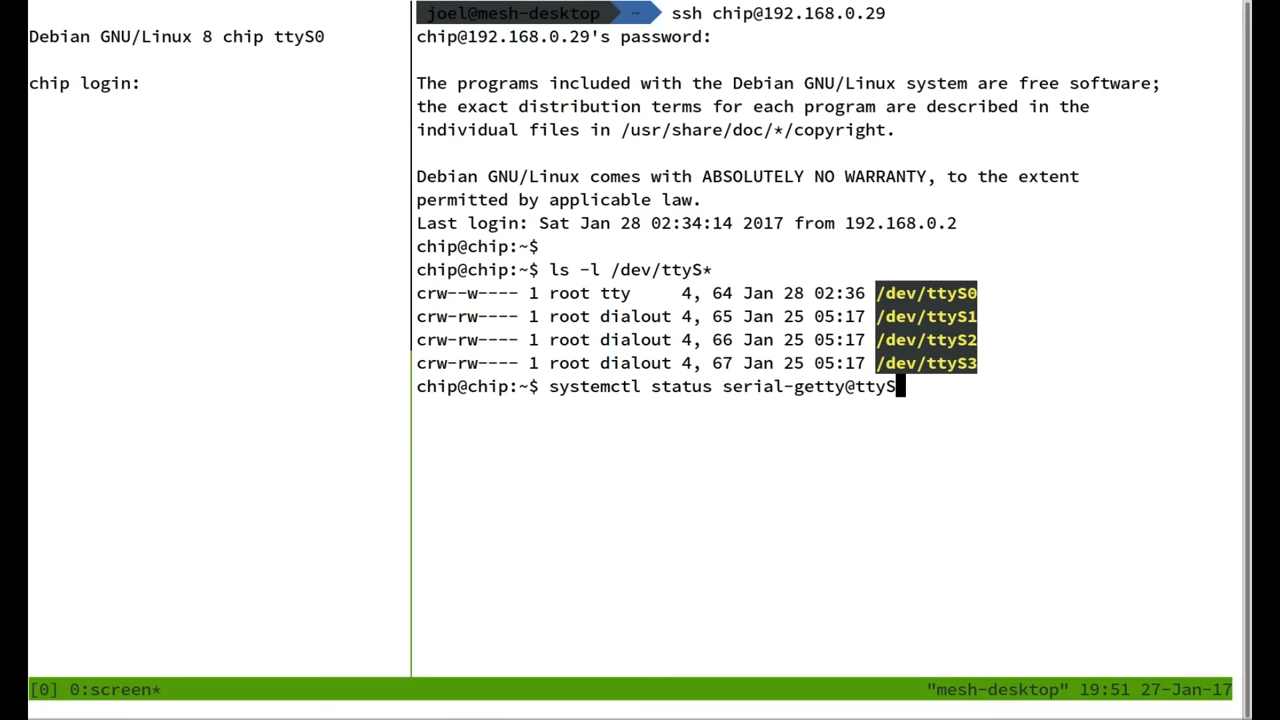 Debian GNU/Linux 8 chip ttyS0
chip login:
joel@mesh-desktop ~ ssh chip@192.168.0.29
chip@192.168.0.29's password:
The programs included with the Debian GNU/Linux system are free software;
the exact distribution terms for each program are described in the
individual files in /usr/share/doc/*/copyright.
Debian GNU/Linux comes with ABSOLUTELY NO WARRANTY, to the extent
permitted by applicable law.
Last login: Sat Jan 28 02:34:14 2017 from 192.168.0.2
chip@chip:~$
chip@chip:~$ ls -l /dev/ttyS*
crw--w---- 1 root tty     4, 64 Jan 28 02:36 /dev/ttyS0
crw-rw---- 1 root dialout 4, 65 Jan 25 05:17 /dev/ttyS1
crw-rw---- 1 root dialout 4, 66 Jan 25 05:17 /dev/ttyS2
crw-rw---- 1 root dialout 4, 67 Jan 25 05:17 /dev/ttyS3
chip@chip:~$ systemctl status serial-getty@ttyS
[0] 0:screen* "mesh-desktop" 19:51 27-Jan-17